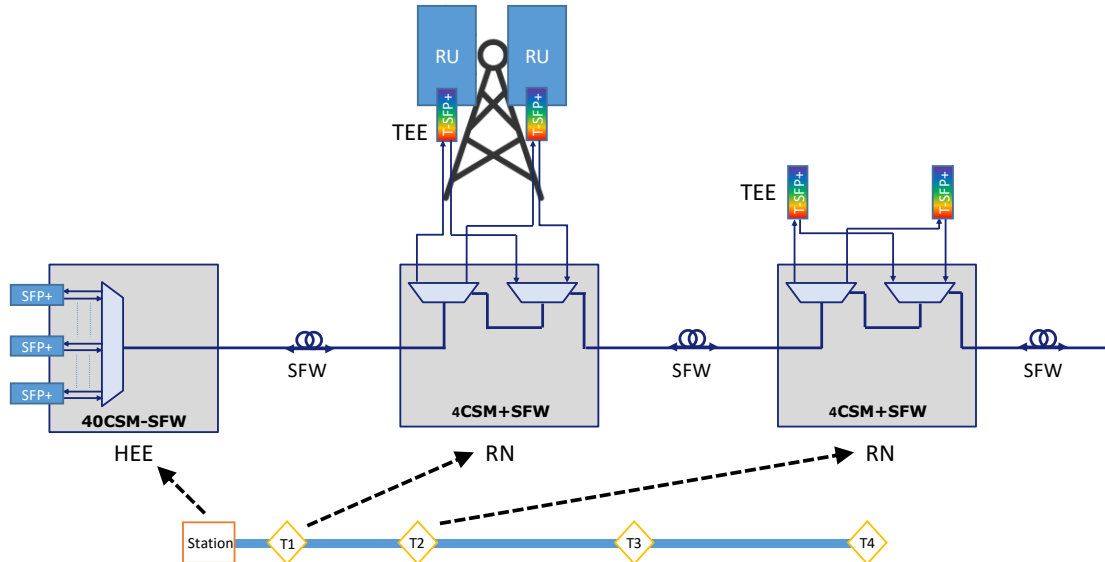 RU
RU
T-SFP+
T-SFP+
TEE
TEE
T-SFP+
T-SFP+
SFP+
SFP+
SFP+
SFW
SFW
SFW
40CSM-SFW
4CSM+SFW
4CSM+SFW
HEE
RN
RN
Station
T1
T2
T3
T4